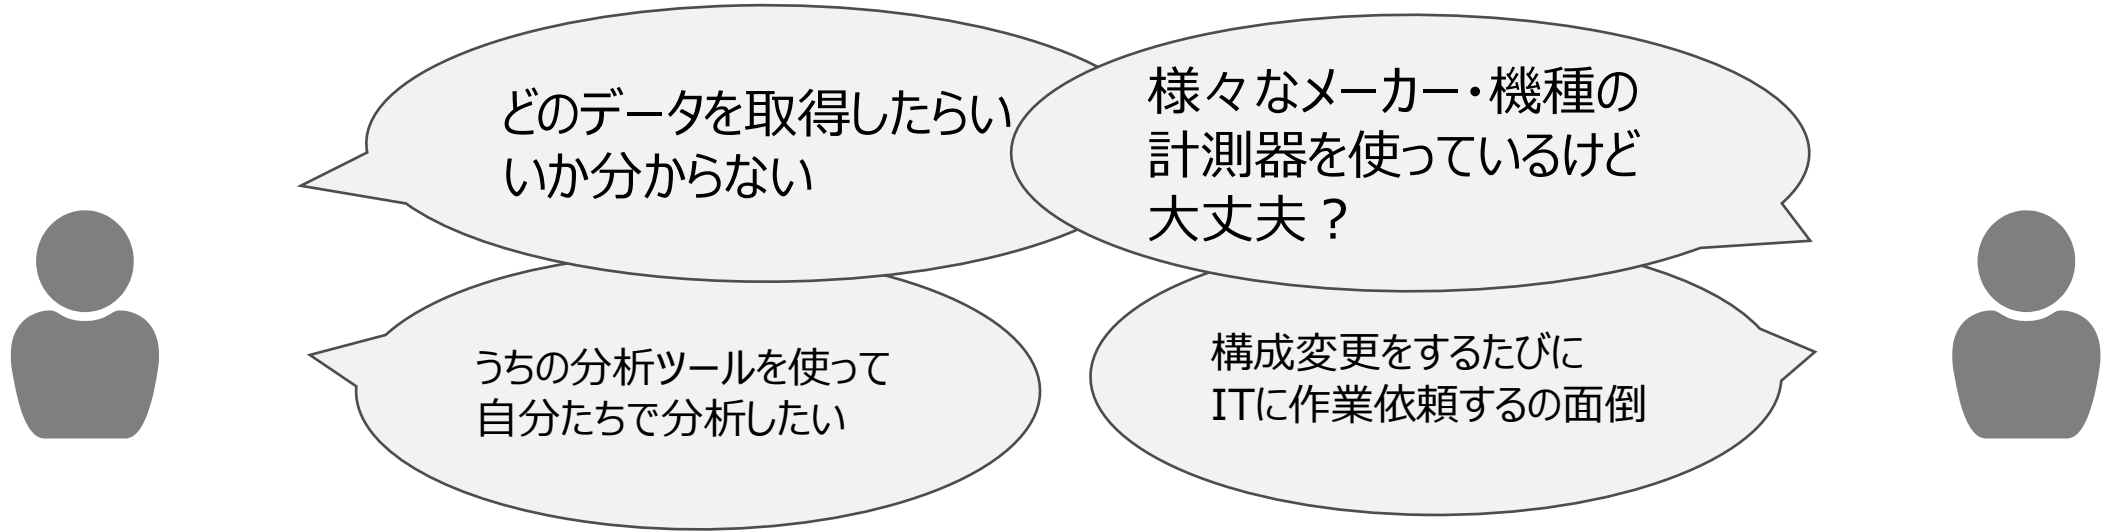 どのデータを取得したらい
いか分からない
様々なメーカー・機種の
計測器を使っているけど
大丈夫？
うちの分析ツールを使って
自分たちで分析したい
構成変更をするたびに
ITに作業依頼するの面倒